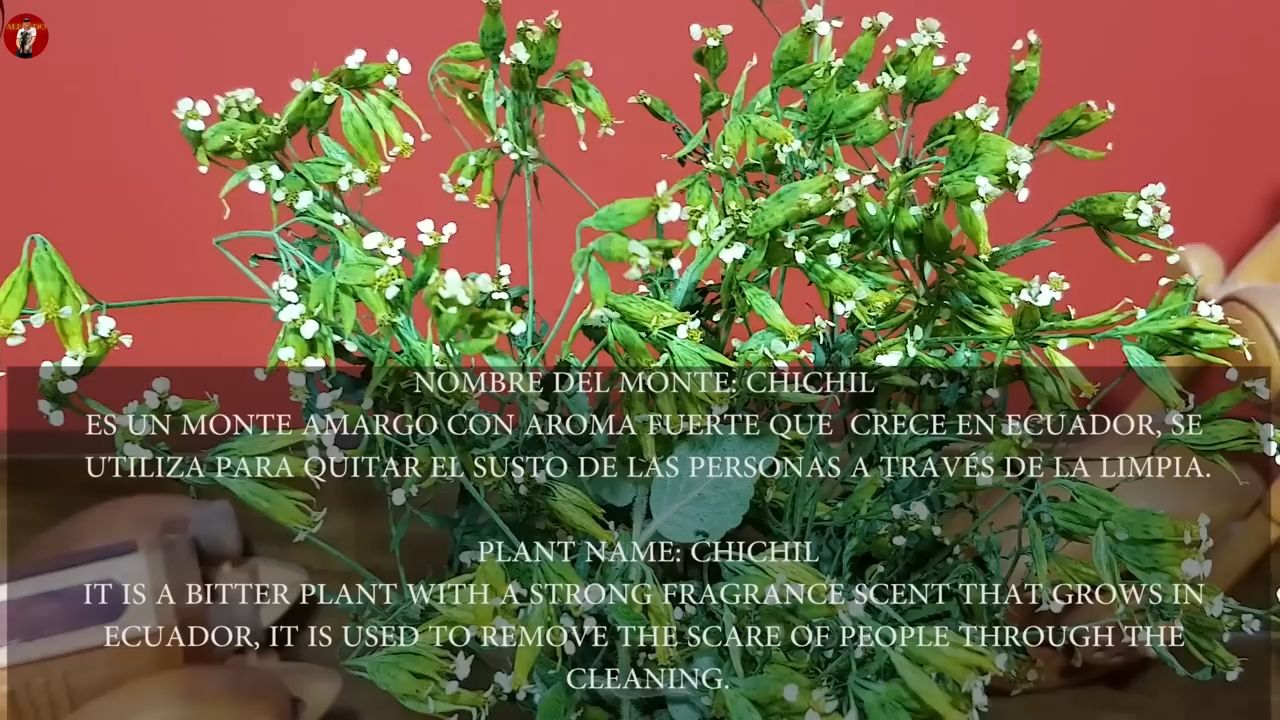 NOMBRE DEL MONTE: CHICHIL
ES UN MONTE AMARGO CON AROMA FUERTE QUE CRECE EN ECUADOR, SE
UTILIZA PARA QUITAR EL SUSTO DE LAS PERSONAS A TRAVÉS DE LA LIMPIA.
PLANT NAME: CHICHIL
IT IS A BITTER PLANT WITH A STRONG FRAGRANCE SCENT THAT GROWS IN
ECUADOR, IT IS USED TO REMOVE THE SCARE OF PEOPLE THROUGH THE
CLEANING.